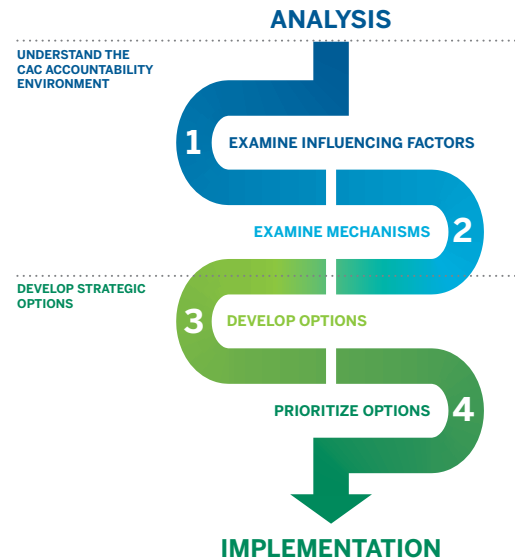 ANALYSIS
UNDERSTAND THE
CAC ACCOUNTABILITY
ENVIRONMENT
1 EXAMINE INFLUENCING FACTORS
EXAMINE MECHANISMS 2
DEVELOP STRATEGIC
OPTIONS
3 DEVELOP OPTIONS
PRIORITIZE OPTIONS 4
IMPLEMENTATION